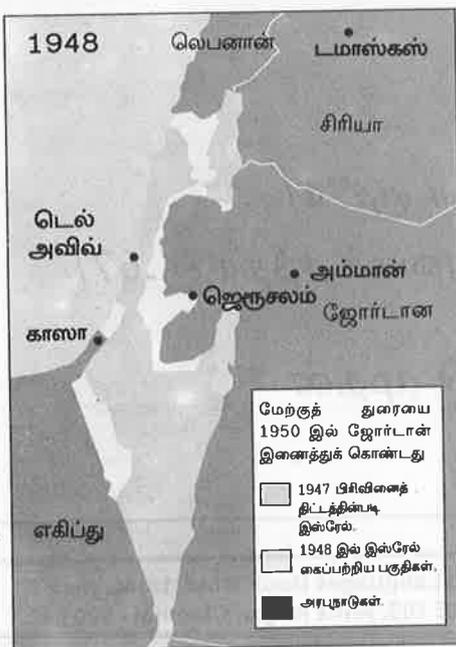 1948
லெபனான்
டமாஸ்கஸ்
சிரியா
டெல்
அவிவ்
அம்மான்
ஜெரூசலம்
ஜோர்டான
காஸா
எகிப்து
மேற்குத் துரையை
1950 இல் ஜோர்டான்
இணைத்துக் கொண்டது
1947 பிரிவினைத்
திட்டத்தின்படி
இஸ்ரேல்.
1948 இல் இஸ்ரேல்
கைப்பற்றிய பகுதிகள்.
அரபுநாடுகள்.